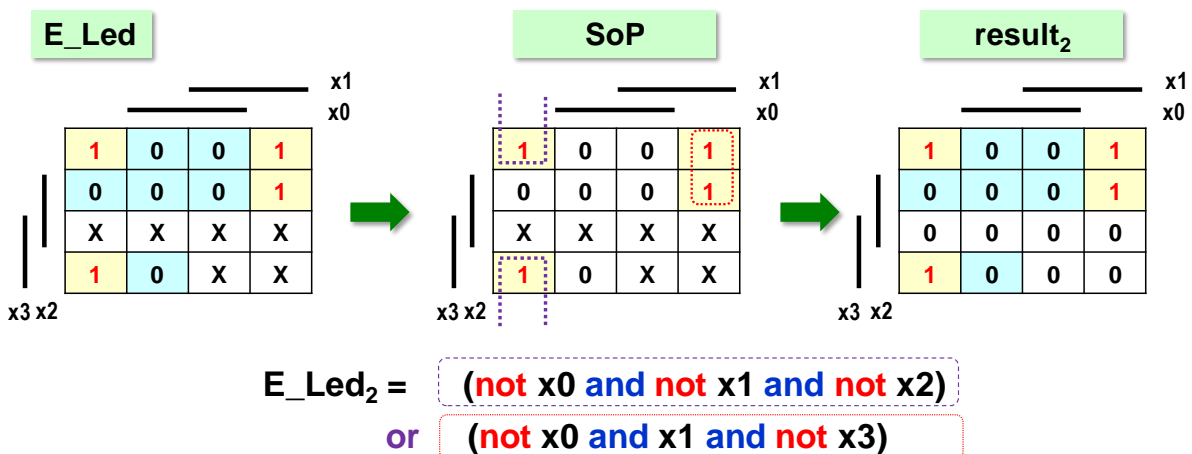 E_Led SoP result₂
x1 x1 x1
x0 x0 x0
1 0 0 1 1 0 0 1 1 0 0 1
0 0 0 1 0 0 0 1 0 0 0 1
X X X X X X X X 0 0 0 0
1 0 X X 1 0 X X 1 0 0 0
x3 x2 x3 x2 x3 x2
E_Led₂ = (not x0 and not x1 and not x2)
or (not x0 and x1 and not x3)